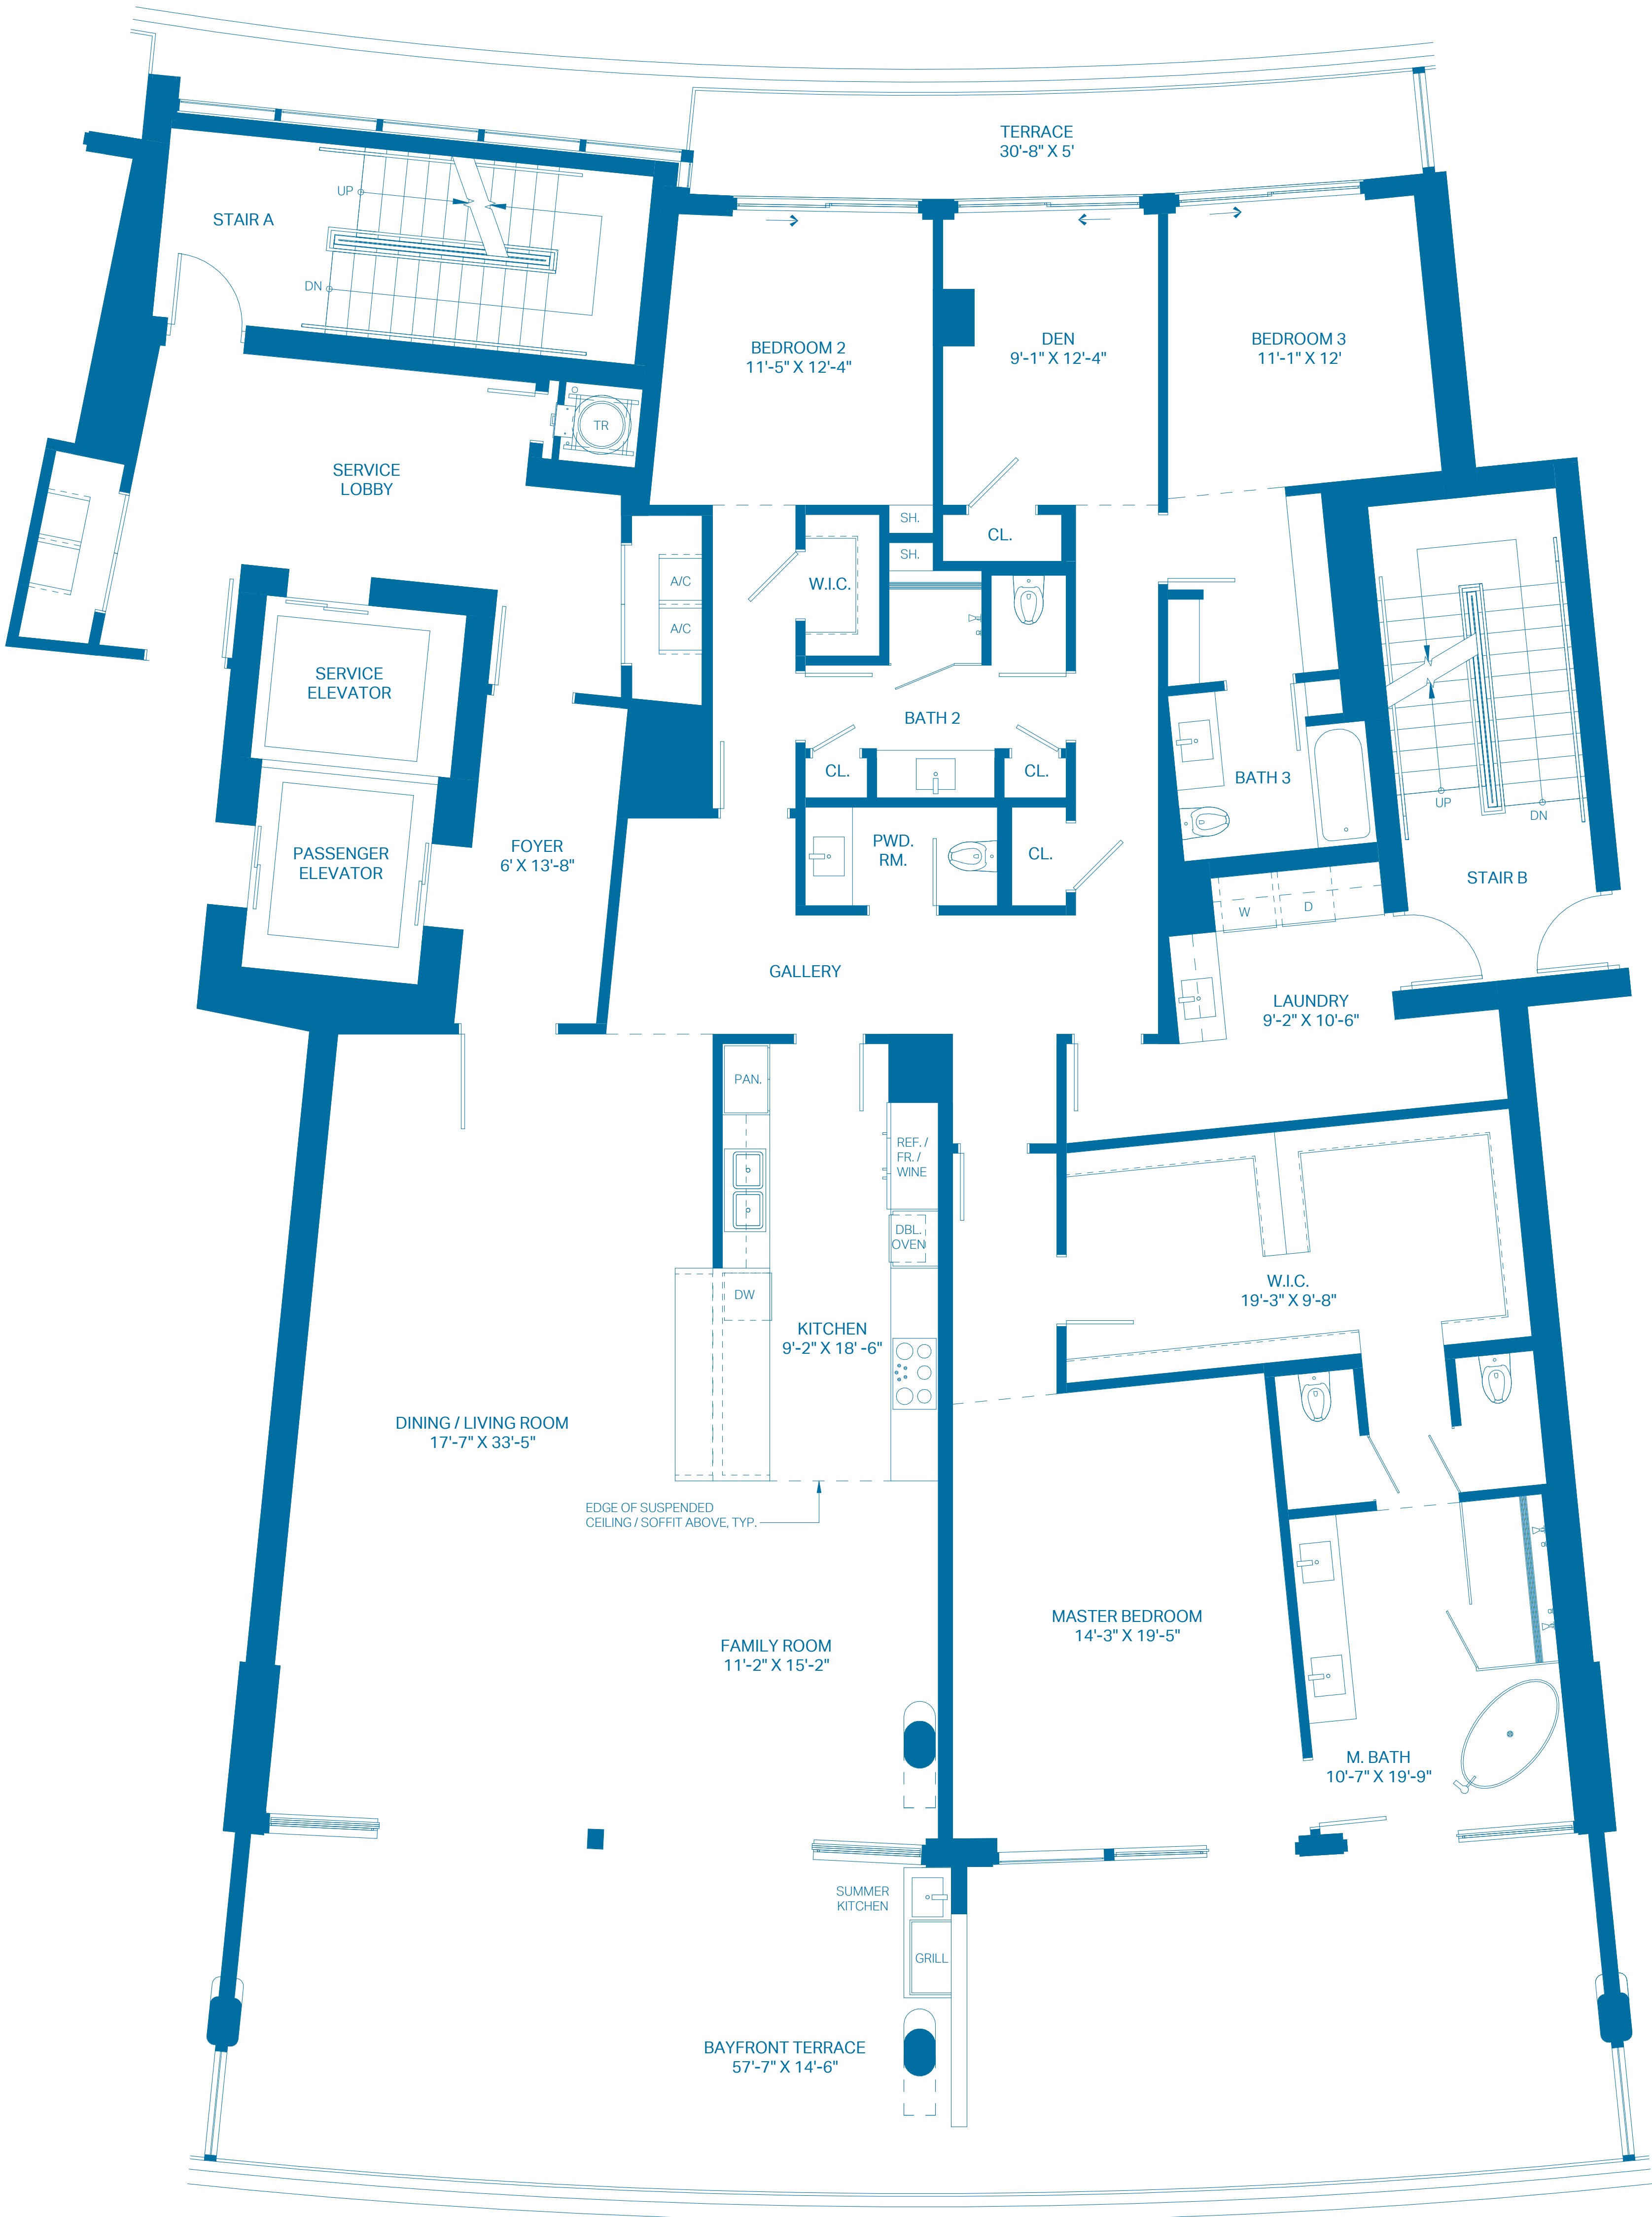 TERRACE
30'-8" X 5'
UP
STAIR A
DN
BEDROOM 2
11'-5" X 12'-4"
DEN
9'-1" X 12'-4"
BEDROOM 3
11'-1" X 12'
TR
SERVICE
LOBBY
SH.
CL.
SH.
W.I.C.
A/C
A/C
SERVICE
ELEVATOR
BATH 2
CL.
CL.
BATH 3
UP
DN
PASSENGER
ELEVATOR
FOYER
6' X 13'-8"
PWD.
RM.
CL.
STAIR B
W
D
GALLERY
LAUNDRY
9'-2" X 10'-6"
PAN.
REF. /
FR. /
WINE
DBL.
OVEN
DW
W.I.C.
19'-3" X 9'-8"
KITCHEN
9'-2" X 18' -6"
DINING / LIVING ROOM
17'-7" X 33'-5"
EDGE OF SUSPENDED
CEILING / SOFFIT ABOVE, TYP.
FAMILY ROOM
11'-2" X 15'-2"
MASTER BEDROOM
14'-3" X 19'-5"
M. BATH
10'-7" X 19'-9"
SUMMER
KITCHEN
GRILL
BAYFRONT TERRACE
57'-7" X 14'-6"